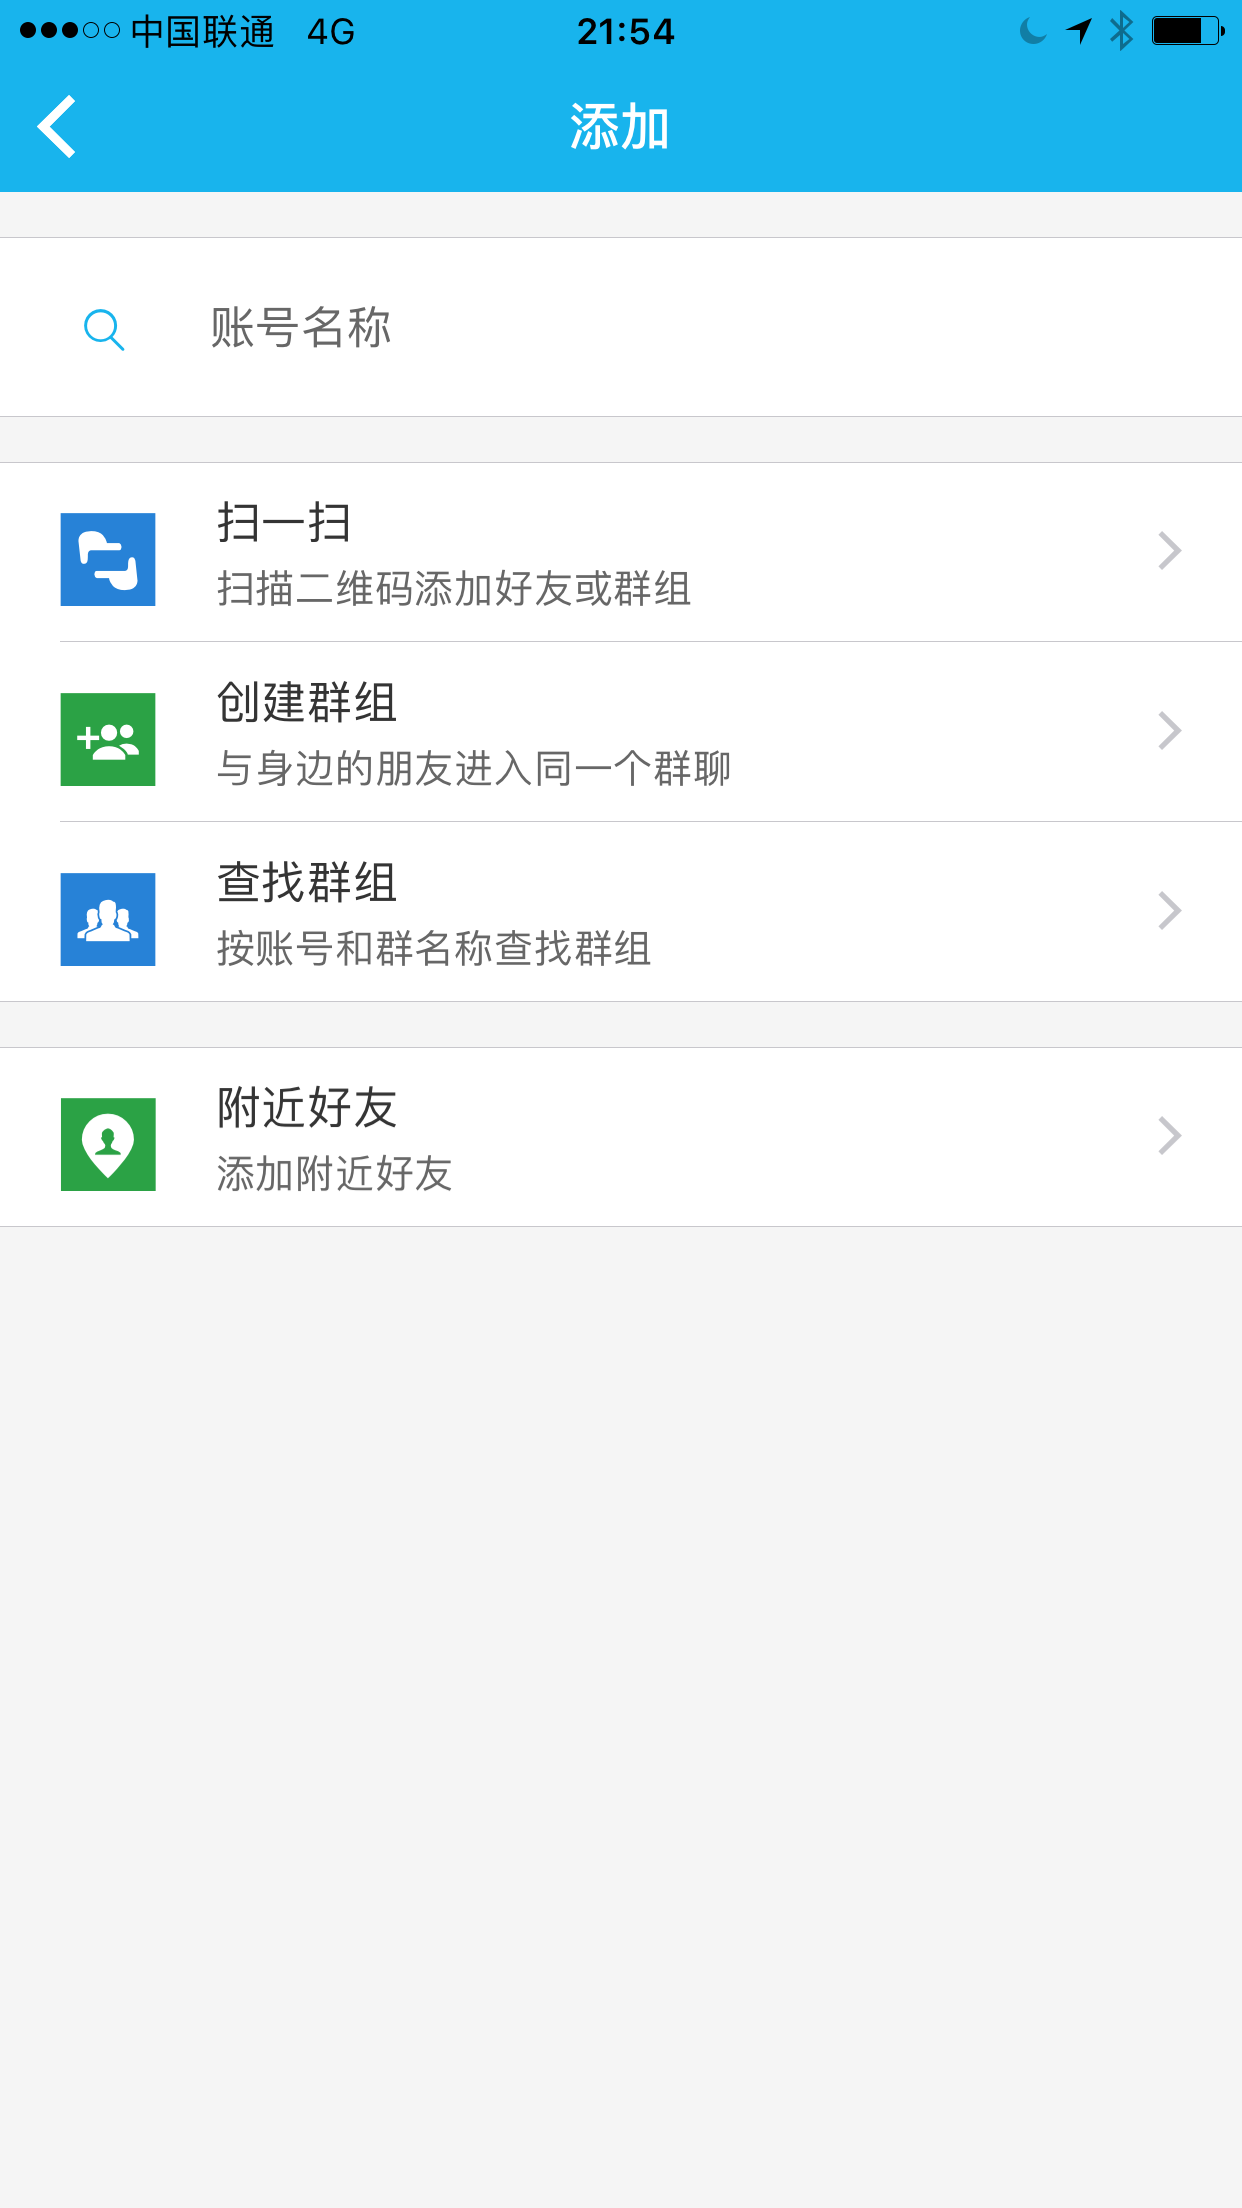 中国联通 4G 21:54
添加
账号名称
扫一扫
扫描二维码添加好友或群组
创建群组
与身边的朋友进入同一个群聊
查找群组
按账号和群名称查找群组
附近好友
添加附近好友